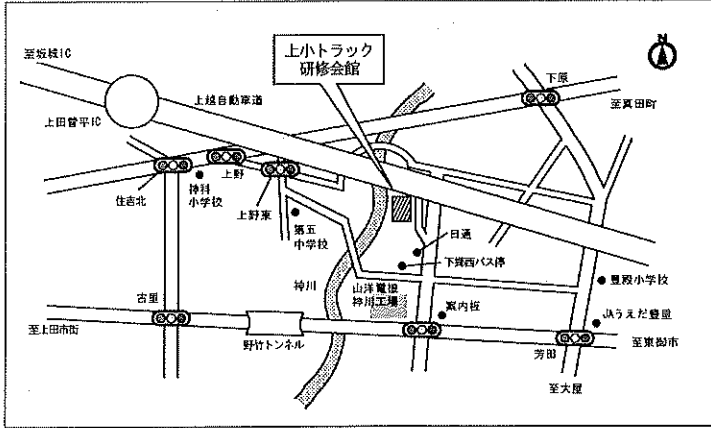 上小トラック
研修会館
N
至坂城IC
上信越自動車道
下原
至真田町
上田菅平IC
上野
住吉北
神科
小学校
上野東
第五
中学校
日通
下郷西バス停
神川
山洋電気
神川工場
案内板
豊殿小学校
JAうえだ豊殿
古里
至上田市街
野竹トンネル
芳田
至東御市
至大屋